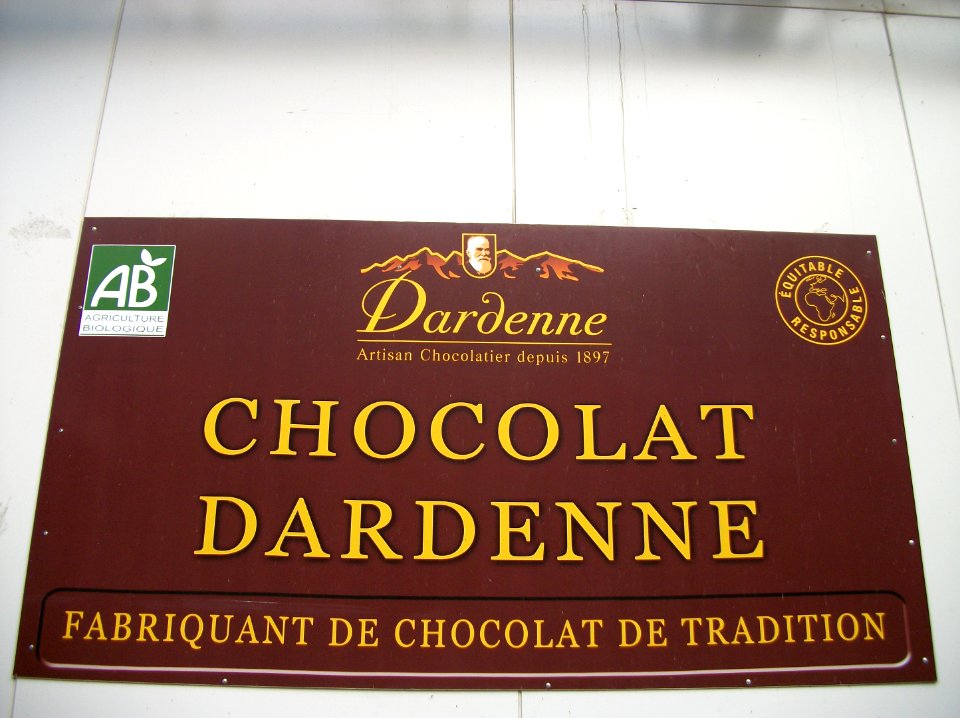 AB
AGRICULTURE
BIOLOGIQUE
Dardenne
Artisan Chocolatier depuis 1897
ÉQUITABLE
RESPONSABLE
CHOCOLAT
DARDENNE
FABRIQUANT DE CHOCOLAT DE TRADITION